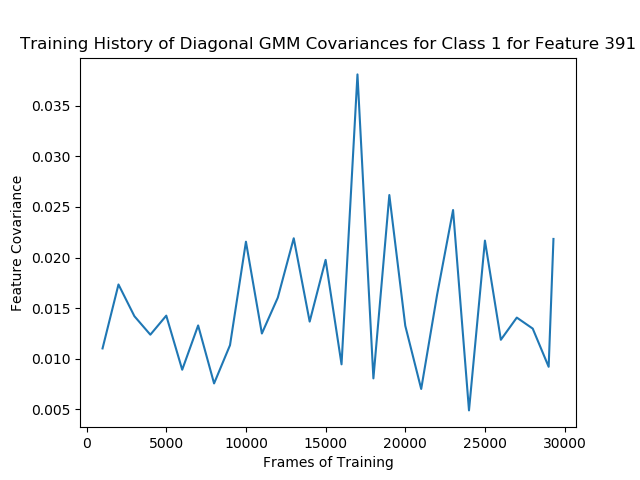 Training History of Diagonal GMM Covariances for Class 1 for Feature 391
0.035
0.030
0.025
0.020
0.015
0.010
0.005
Feature Covariance
0 5000 10000 15000 20000 25000 30000
Frames of Training